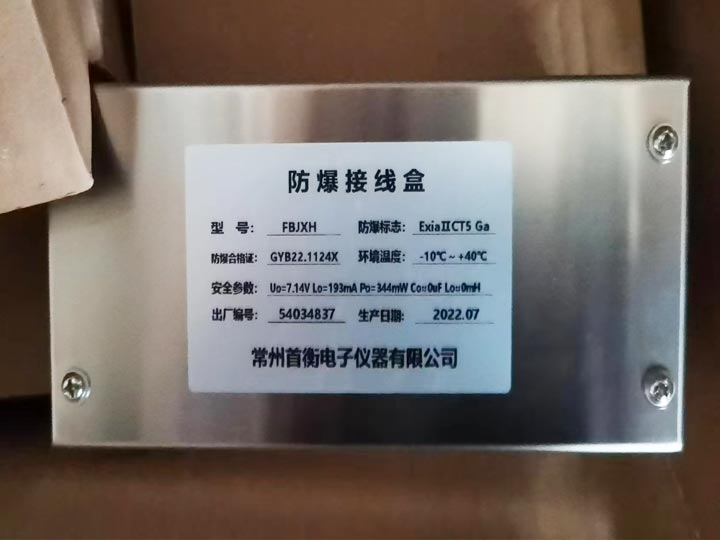 防爆接线盒
型 号： FBJXH 防爆标志： ExiaⅡCT5 Ga
防爆合格证： GYB22.1124X 环境温度： -10℃~+40℃
安全参数： Uo=7.14V Lo=193mA Po=344mW Co=0uF Lo=0mH
出厂编号： 54034837 生产日期： 2022.07
常州首衡电子仪器有限公司